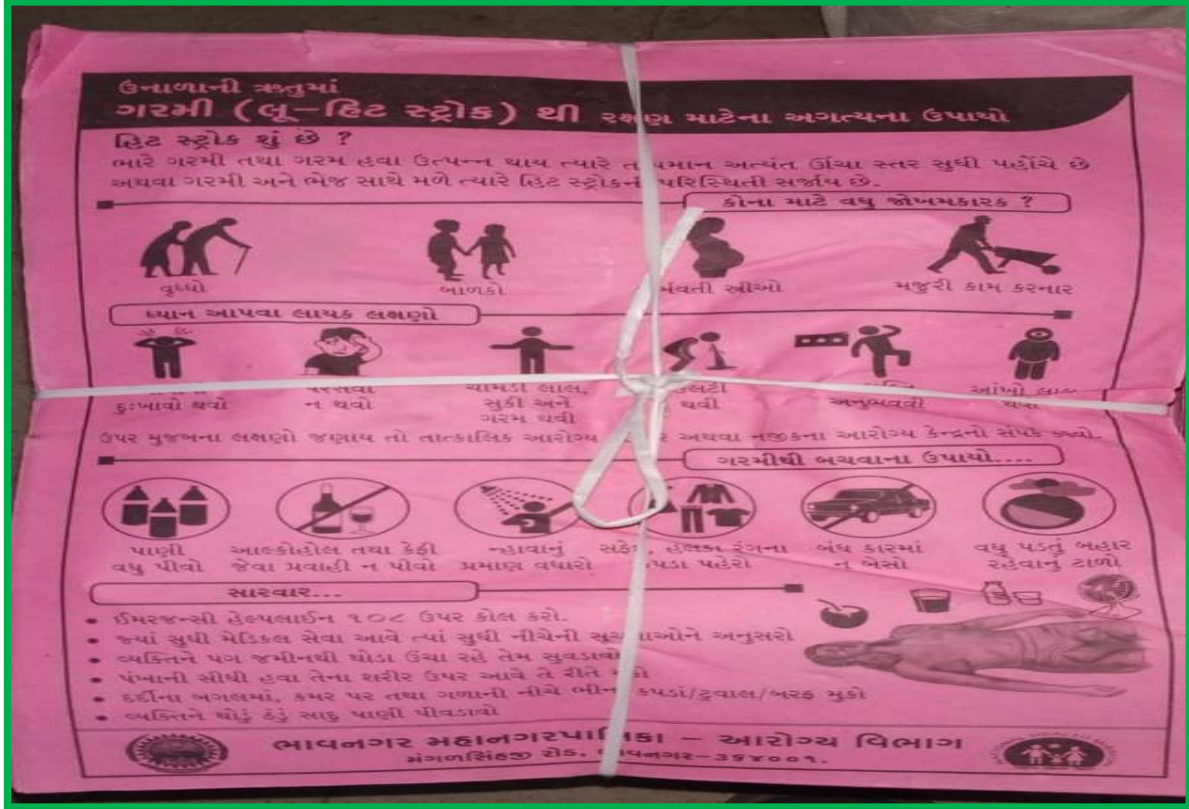 ઉનાળાની ઋતુમાં
ગરમી (લૂ-હિટ સ્ટ્રોક) થી રક્ષણ માટેના અગત્યના ઉપાયો
હિટ સ્ટ્રોક શું છે ?
ભારે ગરમી તથા ગરમ હવા ઉત્પન્ન થાય ત્યારે અત્યંત ઊંચા સ્તર સુધી પહોંચે છે
અથવા ગરમી અને ભેજ સાથે મળે ત્યારે હિટ સ્ટ્રોકની પરિસ્થિતી સર્જાય છે.
કોના માટે વધુ જોખમકારક ?
વૃધ્ધો બાળકો સ્ત્રીઓ મજુરી કામ કરનાર
ધ્યાન આપવા લાયક લક્ષણો
દુઃખાવો થવો
ન થવો
ચામડી લાલ,
સુકી અને
ગરમ થવી
થવી
અનુભવવી
આંખો લાલ
થવી
ઉપર મુજબના લક્ષણો જણાય તો તાત્કાલિક આરોગ્ય અથવા નજીકના આરોગ્ય કેન્દ્રનો સંપર્ક કરવો.
ગરમીથી બચવાના ઉપાયો....
પાણી
વધુ પીવો
આલ્કોહોલ તથા કેફી
જેવા પ્રવાહી ન પીવો
ન્હાવાનું
પ્રમાણ વધારો
હલકા રંગના
પહેરો
બંધ કારમાં
ન બેસો
વધુ પડતું બહાર
રહેવાનું ટાળો
સારવાર...
• ઈમરજન્સી હેલ્પલાઈન ૧૦૮ ઉપર કોલ કરો.
• જ્યાં સુધી મેડિકલ સેવા આવે ત્યાં સુધી નીચેની સૂચનાઓને અનુસરો
• વ્યક્તિને પગ જમીનથી થોડા ઉંચા રહે તેમ સુવડાવો
• પંખાની સીધી હવા તેના શરીર ઉપર આવે તે રીતે મુકો
• દર્દીના બગલમાં, કમર પર તથા ગળાની નીચે ભીના કપડાં/ટુવાલ/બરફ મુકો
• વ્યક્તિને થોડું ઠંડું સાદુ પાણી પીવડાવો
ભાવનગર મહાનગરપાલિકા – આરોગ્ય વિભાગ
મંગળસિંહજી રોડ, ભાવનગર-૩૬૪૦૦૧.